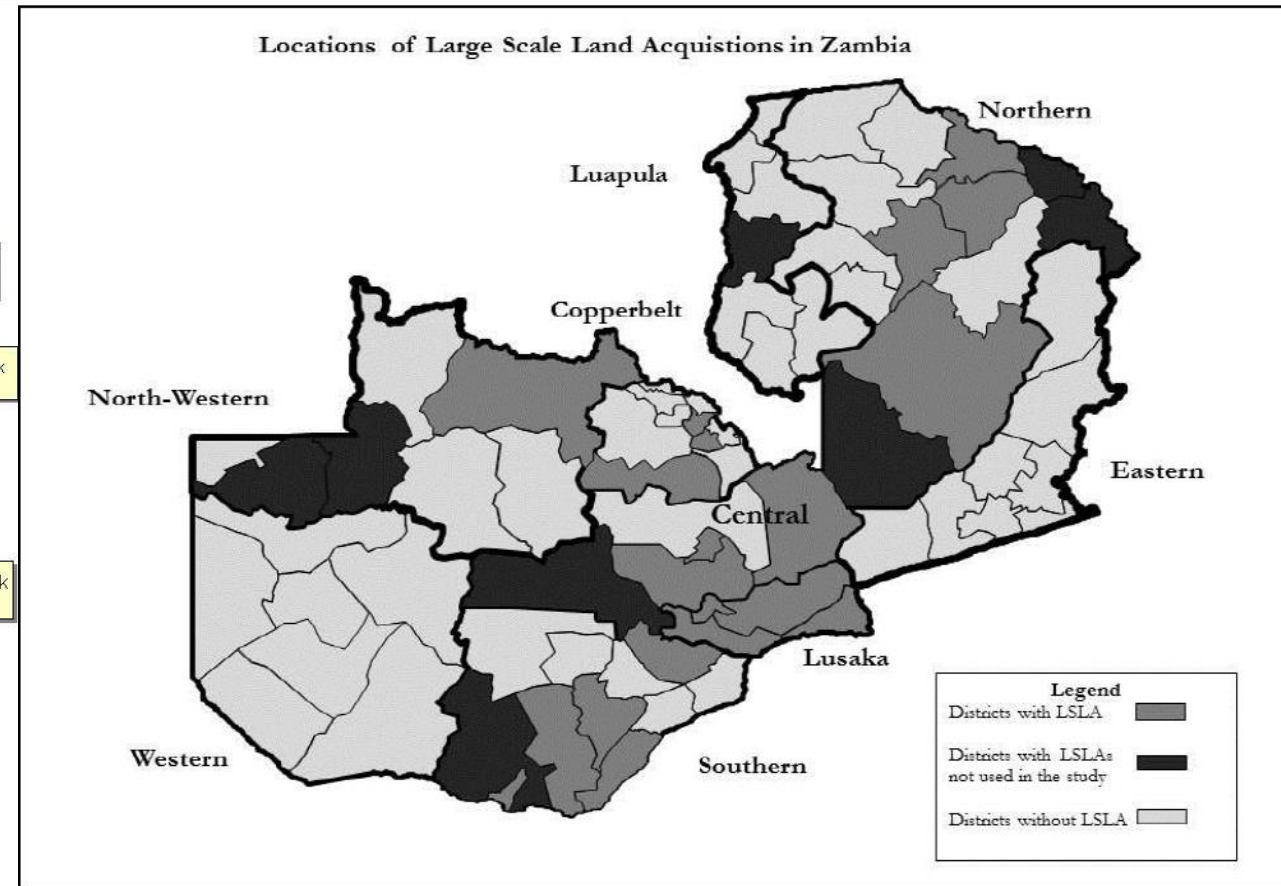 Locations of Large Scale Land Acquistions in Zambia
Northern
Luapula
Copperbelt
North-Western
Eastern
Central
Lusaka
Western
Southern
Legend
Districts with LSLA
Districts with LSLAs
not used in the study
Districts without LSLA
k
k